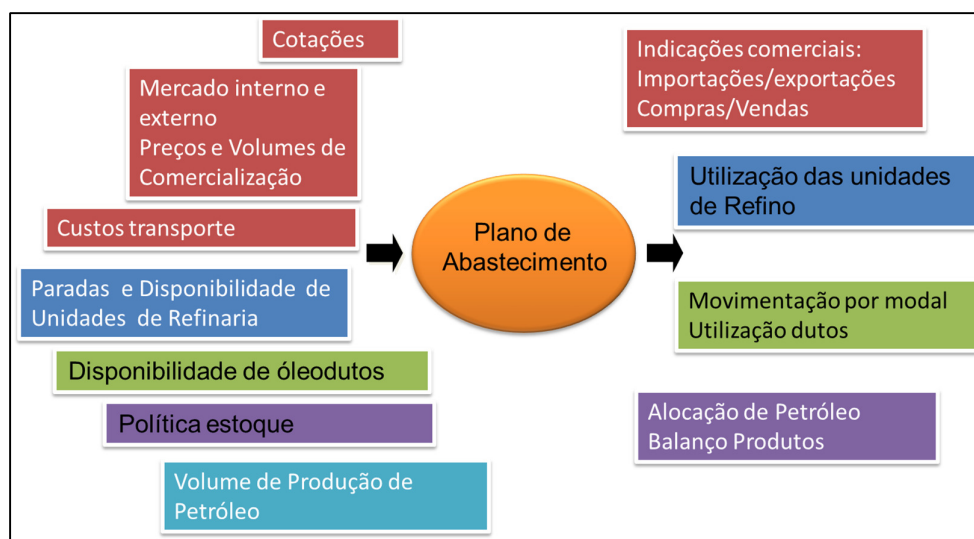 Cotações
Mercado interno e
externo
Preços e Volumes de
Comercialização
Custos transporte
Paradas e Disponibilidade de
Unidades de Refinaria
Disponibilidade de óleodutos
Política estoque
Volume de Produção de
Petróleo
Plano de
Abastecimento
Indicações comerciais:
Importações/exportações
Compras/Vendas
Utilização das unidades
de Refino
Movimentação por modal
Utilização dutos
Alocação de Petróleo
Balanço Produtos